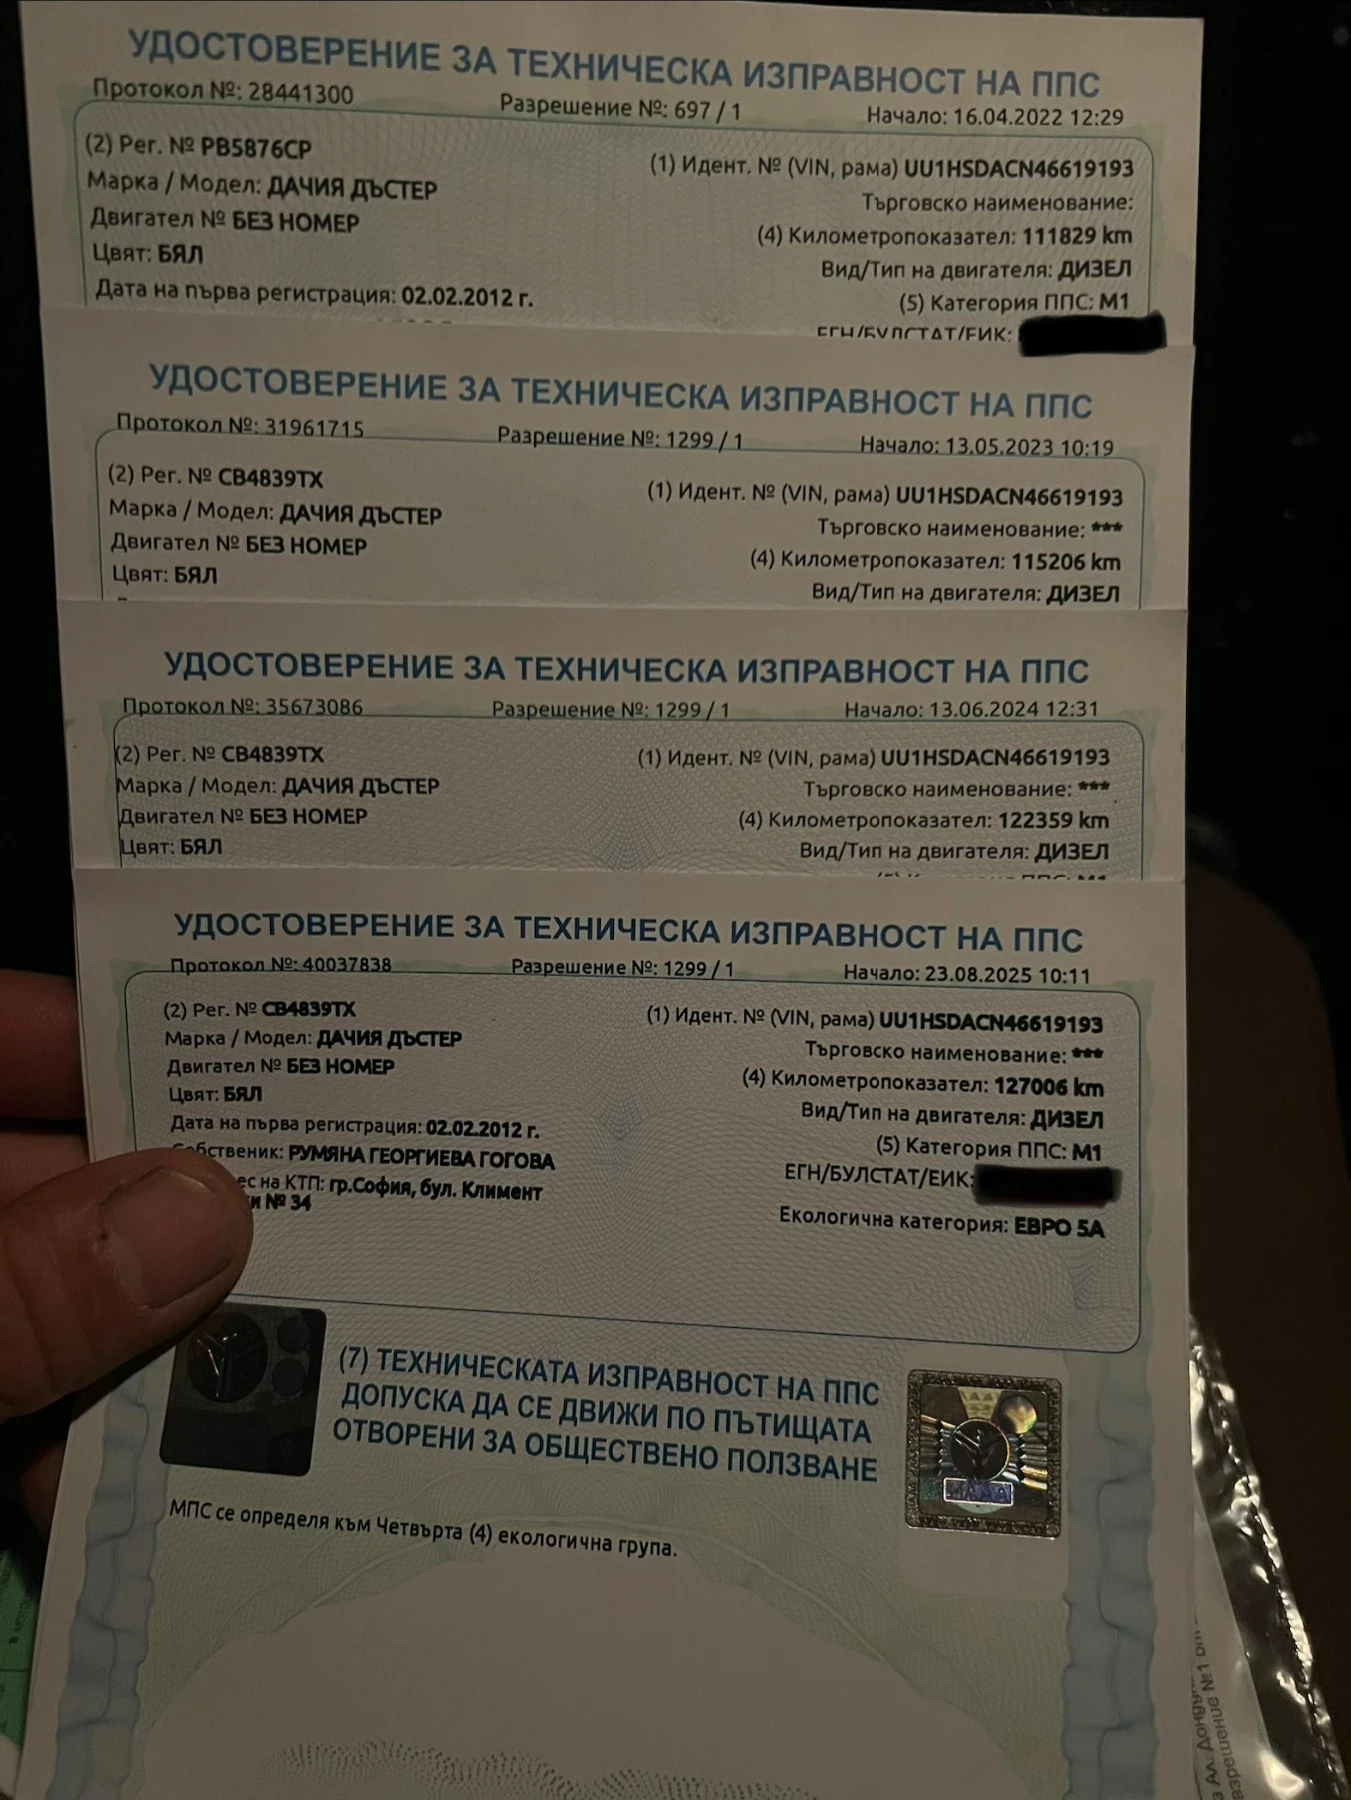 УДОСТОВЕРЕНИЕ ЗА ТЕХНИЧЕСКА ИЗПРАВНОСТ НА ППС
Протокол №: 28441300 Разрешение №: 697 / 1 Начало: 16.04.2022 12:29
(2) Рег. № РВ5876СР (1) Идент. № (VIN, рама) UU1HSDACN46619193
Марка / Модел: ДАЧИЯ ДЪСТЕР Търговско наименование:
Двигател № БЕЗ НОМЕР (4) Километропоказател: 111829 km
Цвят: БЯЛ Вид/Тип на двигателя: ДИЗЕЛ
Дата на първа регистрация: 02.02.2012 г. (5) Категория ППС: M1
ЕГН/БУЛСТАТ/ЕИК:
УДОСТОВЕРЕНИЕ ЗА ТЕХНИЧЕСКА ИЗПРАВНОСТ НА ППС
Протокол №: 31961715 Разрешение №: 1299 / 1 Начало: 13.05.2023 10:19
(2) Рег. № СВ4839ТХ (1) Идент. № (VIN, рама) UU1HSDACN46619193
Марка / Модел: ДАЧИЯ ДЪСТЕР Търговско наименование: ***
Двигател № БЕЗ НОМЕР (4) Километропоказател: 115206 km
Цвят: БЯЛ Вид/Тип на двигателя: ДИЗЕЛ
УДОСТОВЕРЕНИЕ ЗА ТЕХНИЧЕСКА ИЗПРАВНОСТ НА ППС
Протокол №: 35673086 Разрешение №: 1299 / 1 Начало: 13.06.2024 12:31
(2) Рег. № СВ4839ТХ (1) Идент. № (VIN, рама) UU1HSDACN46619193
Марка / Модел: ДАЧИЯ ДЪСТЕР Търговско наименование: ***
Двигател № БЕЗ НОМЕР (4) Километропоказател: 122359 km
Цвят: БЯЛ Вид/Тип на двигателя: ДИЗЕЛ
УДОСТОВЕРЕНИЕ ЗА ТЕХНИЧЕСКА ИЗПРАВНОСТ НА ППС
Протокол №: 40037838 Разрешение №: 1299 / 1 Начало: 23.08.2025 10:11
(2) Рег. № СВ4839ТХ (1) Идент. № (VIN, рама) UU1HSDACN46619193
Марка / Модел: ДАЧИЯ ДЪСТЕР Търговско наименование: ***
Двигател № БЕЗ НОМЕР (4) Километропоказател: 127006 km
Цвят: БЯЛ Вид/Тип на двигателя: ДИЗЕЛ
Дата на първа регистрация: 02.02.2012 г. (5) Категория ППС: M1
бственик: РУМЯНА ГЕОРГИЕВА ГОГОВА ЕГН/БУЛСТАТ/ЕИК:
ес на КТП: гр.София, бул. Климент
и № 34 Екологична категория: ЕВРО 5А
(7) ТЕХНИЧЕСКАТА ИЗПРАВНОСТ НА ППС
ДОПУСКА ДА СЕ ДВИЖИ ПО ПЪТИЩАТА
ОТВОРЕНИ ЗА ОБЩЕСТВЕНО ПОЛЗВАНЕ
МПС се определя към Четвърта (4) екологична група.